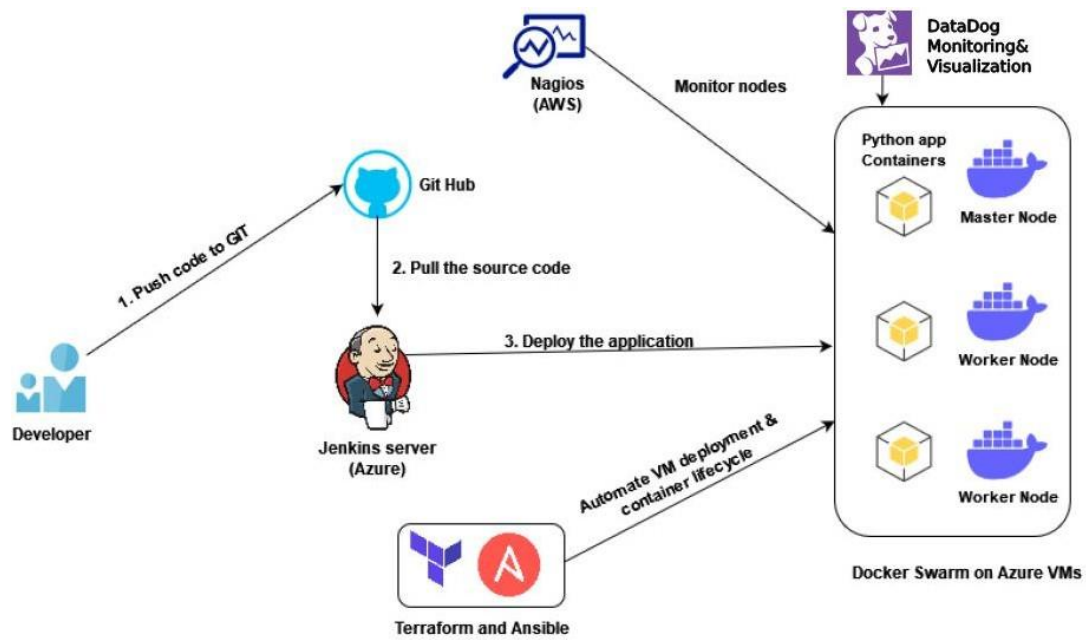 DataDog
Monitoring&
Visualization
Nagios
(AWS)
Monitor nodes
Python app
Containers
Master Node
Git Hub
1. Push code to GIT
2. Pull the source code
3. Deploy the application
Worker Node
Developer
Jenkins server
(Azure)
Automate VM deployment &
container lifecycle
Worker Node
Docker Swarm on Azure VMs
Terraform and Ansible